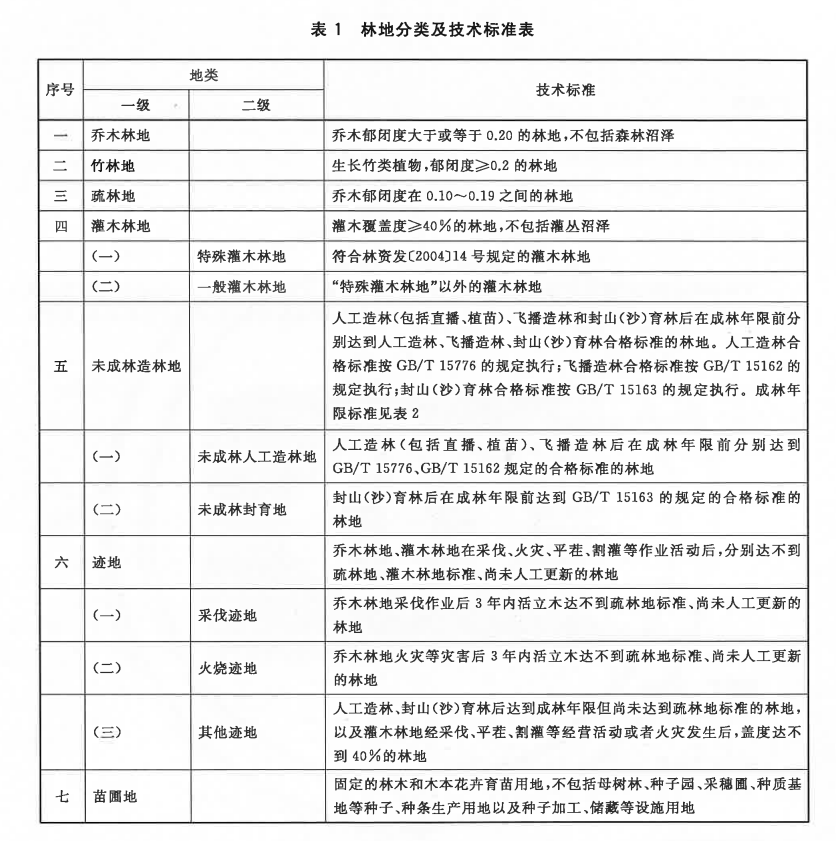 表 1 林地分类及技术标准表
序号
地类
技术标准
一级
二级
一 乔木林地 乔木郁闭度大于或等于 0.20 的林地,不包括森林沼泽
二 竹林地 生长竹类植物,郁闭度≥0.2 的林地
三 疏林地 乔木郁闭度在 0.10～0.19 之间的林地
四 灌木林地 灌木覆盖度≥40%的林地,不包括灌丛沼泽
(一) 特殊灌木林地 符合林资发〔2004〕14 号规定的灌木林地
(二) 一般灌木林地 “特殊灌木林地”以外的灌木林地
五 未成林造林地
人工造林(包括直播、植苗)、飞播造林和封山(沙)育林后在成林年限前分
别达到人工造林、飞播造林、封山(沙)育林合格标准的林地。人工造林合
格标准按 GB/T 15776 的规定执行;飞播造林合格标准按 GB/T 15162 的
规定执行;封山(沙)育林合格标准按 GB/T 15163 的规定执行。成林年
限标准见表 2
(一) 未成林人工造林地
人工造林(包括直播、植苗)、飞播造林后在成林年限前分别达到
GB/T 15776、GB/T 15162 规定的合格标准的林地
(二) 未成林封育地
封山(沙)育林后在成林年限前达到 GB/T 15163 的规定的合格标准的
林地
六 迹地
乔木林地、灌木林地在采伐、火灾、平茬、割灌等作业活动后,分别达不到
疏林地、灌木林地标准、尚未人工更新的林地
(一) 采伐迹地
乔木林地采伐作业后 3 年内活立木达不到疏林地标准、尚未人工更新的
林地
(二) 火烧迹地
乔木林地火灾等灾害后 3 年内活立木达不到疏林地标准、尚未人工更新
的林地
(三) 其他迹地
人工造林、封山(沙)育林后达到成林年限但尚未达到疏林地标准的林地,
以及灌木林地经采伐、平茬、割灌等经营活动或者火灾发生后,盖度达不
到 40%的林地
七 苗圃地
固定的林木和木本花卉育苗用地,不包括母树林、种子园、采穗圃、种质基
地等种子、种条生产用地以及种子加工、储藏等设施用地